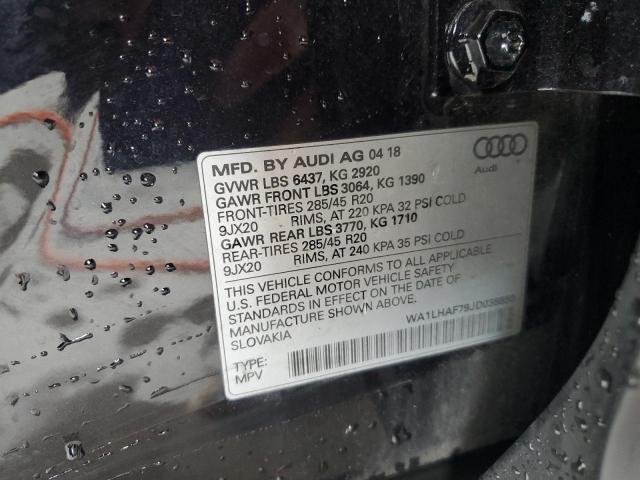 MFD. BY AUDI AG 04 18
GVWR LBS 6437, KG 2920
GAWR FRONT LBS 3064, KG 1390
FRONT-TIRES 285/45 R20
9JX20 RIMS, AT 220 KPA 32 PSI COLD
GAWR REAR LBS 3770, KG 1710
REAR-TIRES 285/45 R20
9JX20 RIMS, AT 240 KPA 35 PSI COLD
THIS VEHICLE CONFORMS TO ALL APPLICABLE
U.S. FEDERAL MOTOR VEHICLE SAFETY
STANDARDS IN EFFECT ON THE DATE OF
MANUFACTURE SHOWN ABOVE.
SLOVAKIA
TYPE:
MPV
Audi